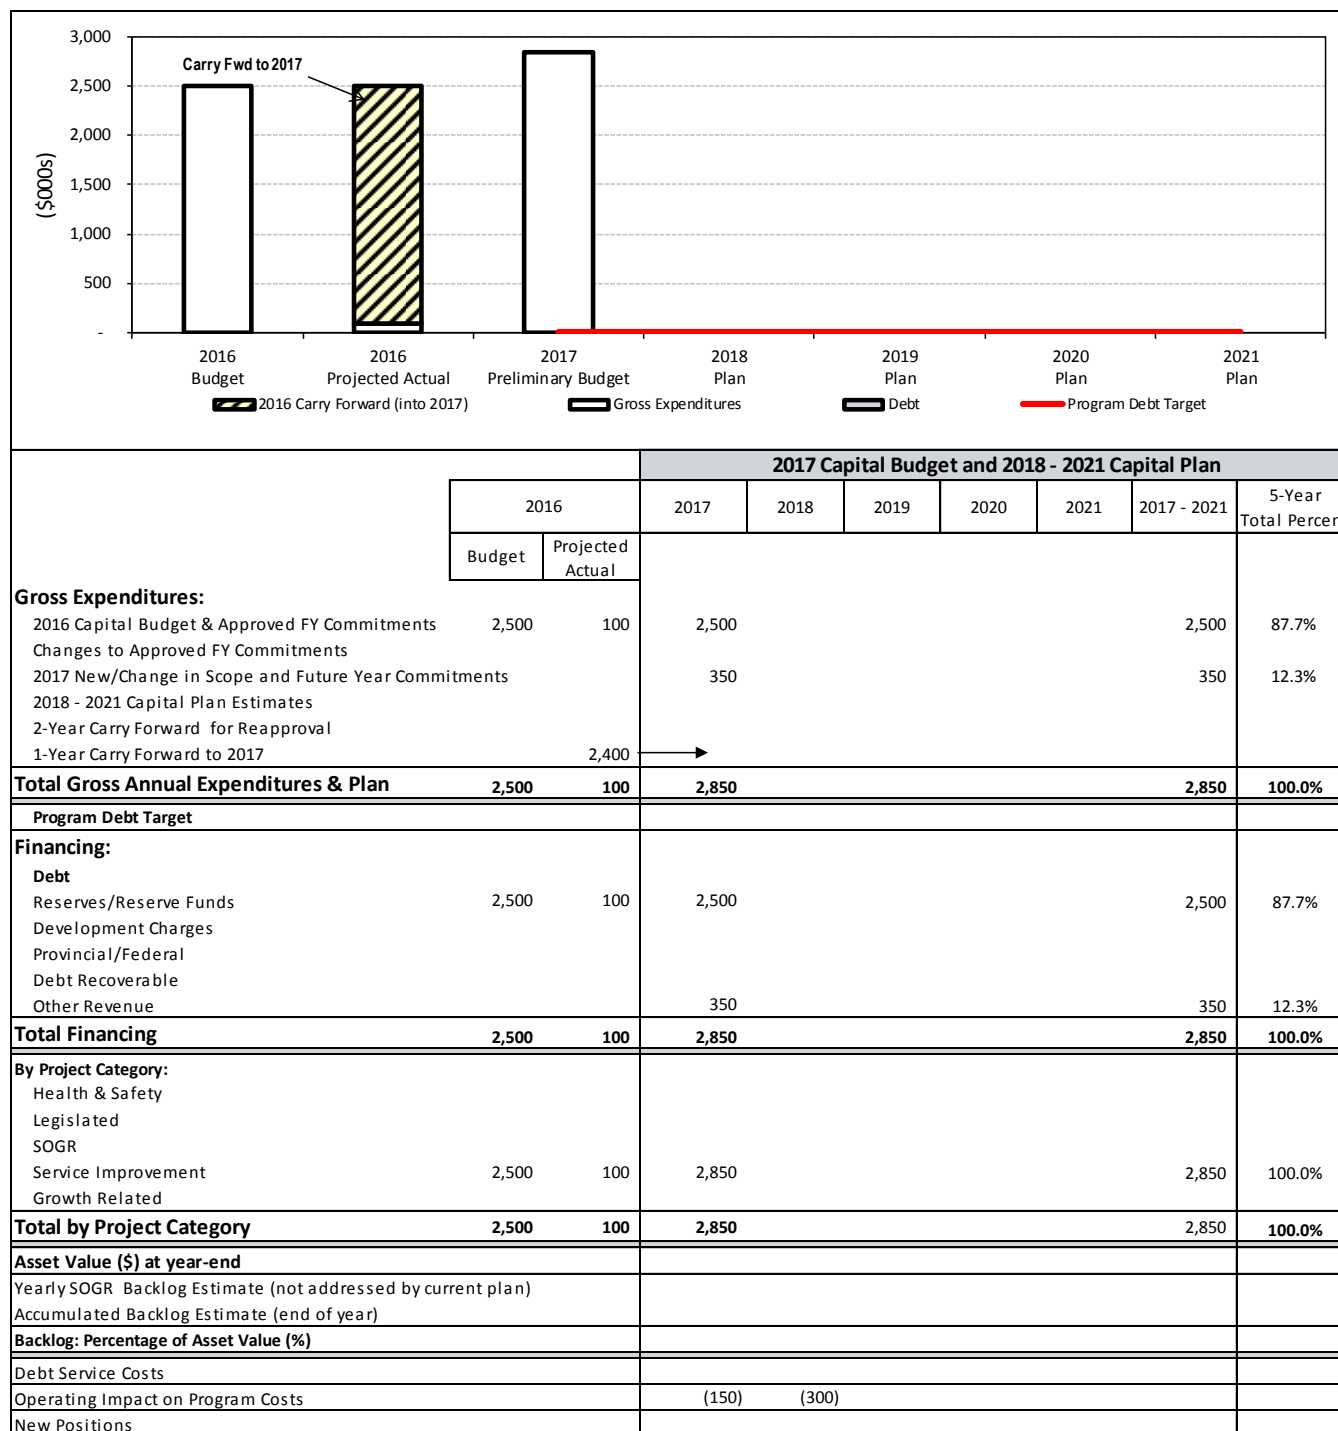 3,000
Carry Fwd to 2017
2,500
2,000
1,500
1,000
500
-
($000s)
2016 Budget
2016 Projected Actual
2017 Preliminary Budget
2018 Plan
2019 Plan
2020 Plan
2021 Plan
2016 Carry Forward (into 2017) Gross Expenditures Debt Program Debt Target
2017 Capital Budget and 2018 - 2021 Capital Plan
2016 2017 2018 2019 2020 2021 2017 - 2021 5-Year
Total Percen
Budget Projected
Actual
Gross Expenditures:
2016 Capital Budget & Approved FY Commitments 2,500 100 2,500 2,500 87.7%
Changes to Approved FY Commitments
2017 New/Change in Scope and Future Year Commitments 350 350 12.3%
2018 - 2021 Capital Plan Estimates
2-Year Carry Forward for Reapproval
1-Year Carry Forward to 2017 2,400
Total Gross Annual Expenditures & Plan 2,500 100 2,850 2,850 100.0%
Program Debt Target
Financing:
Debt
Reserves/Reserve Funds 2,500 100 2,500 2,500 87.7%
Development Charges
Provincial/Federal
Debt Recoverable
Other Revenue 350 350 12.3%
Total Financing 2,500 100 2,850 2,850 100.0%
By Project Category:
Health & Safety
Legislated
SOGR
Service Improvement 2,500 100 2,850 2,850 100.0%
Growth Related
Total by Project Category 2,500 100 2,850 2,850 100.0%
Asset Value ($) at year-end
Yearly SOGR Backlog Estimate (not addressed by current plan)
Accumulated Backlog Estimate (end of year)
Backlog: Percentage of Asset Value (%)
Debt Service Costs
Operating Impact on Program Costs (150) (300)
New Positions